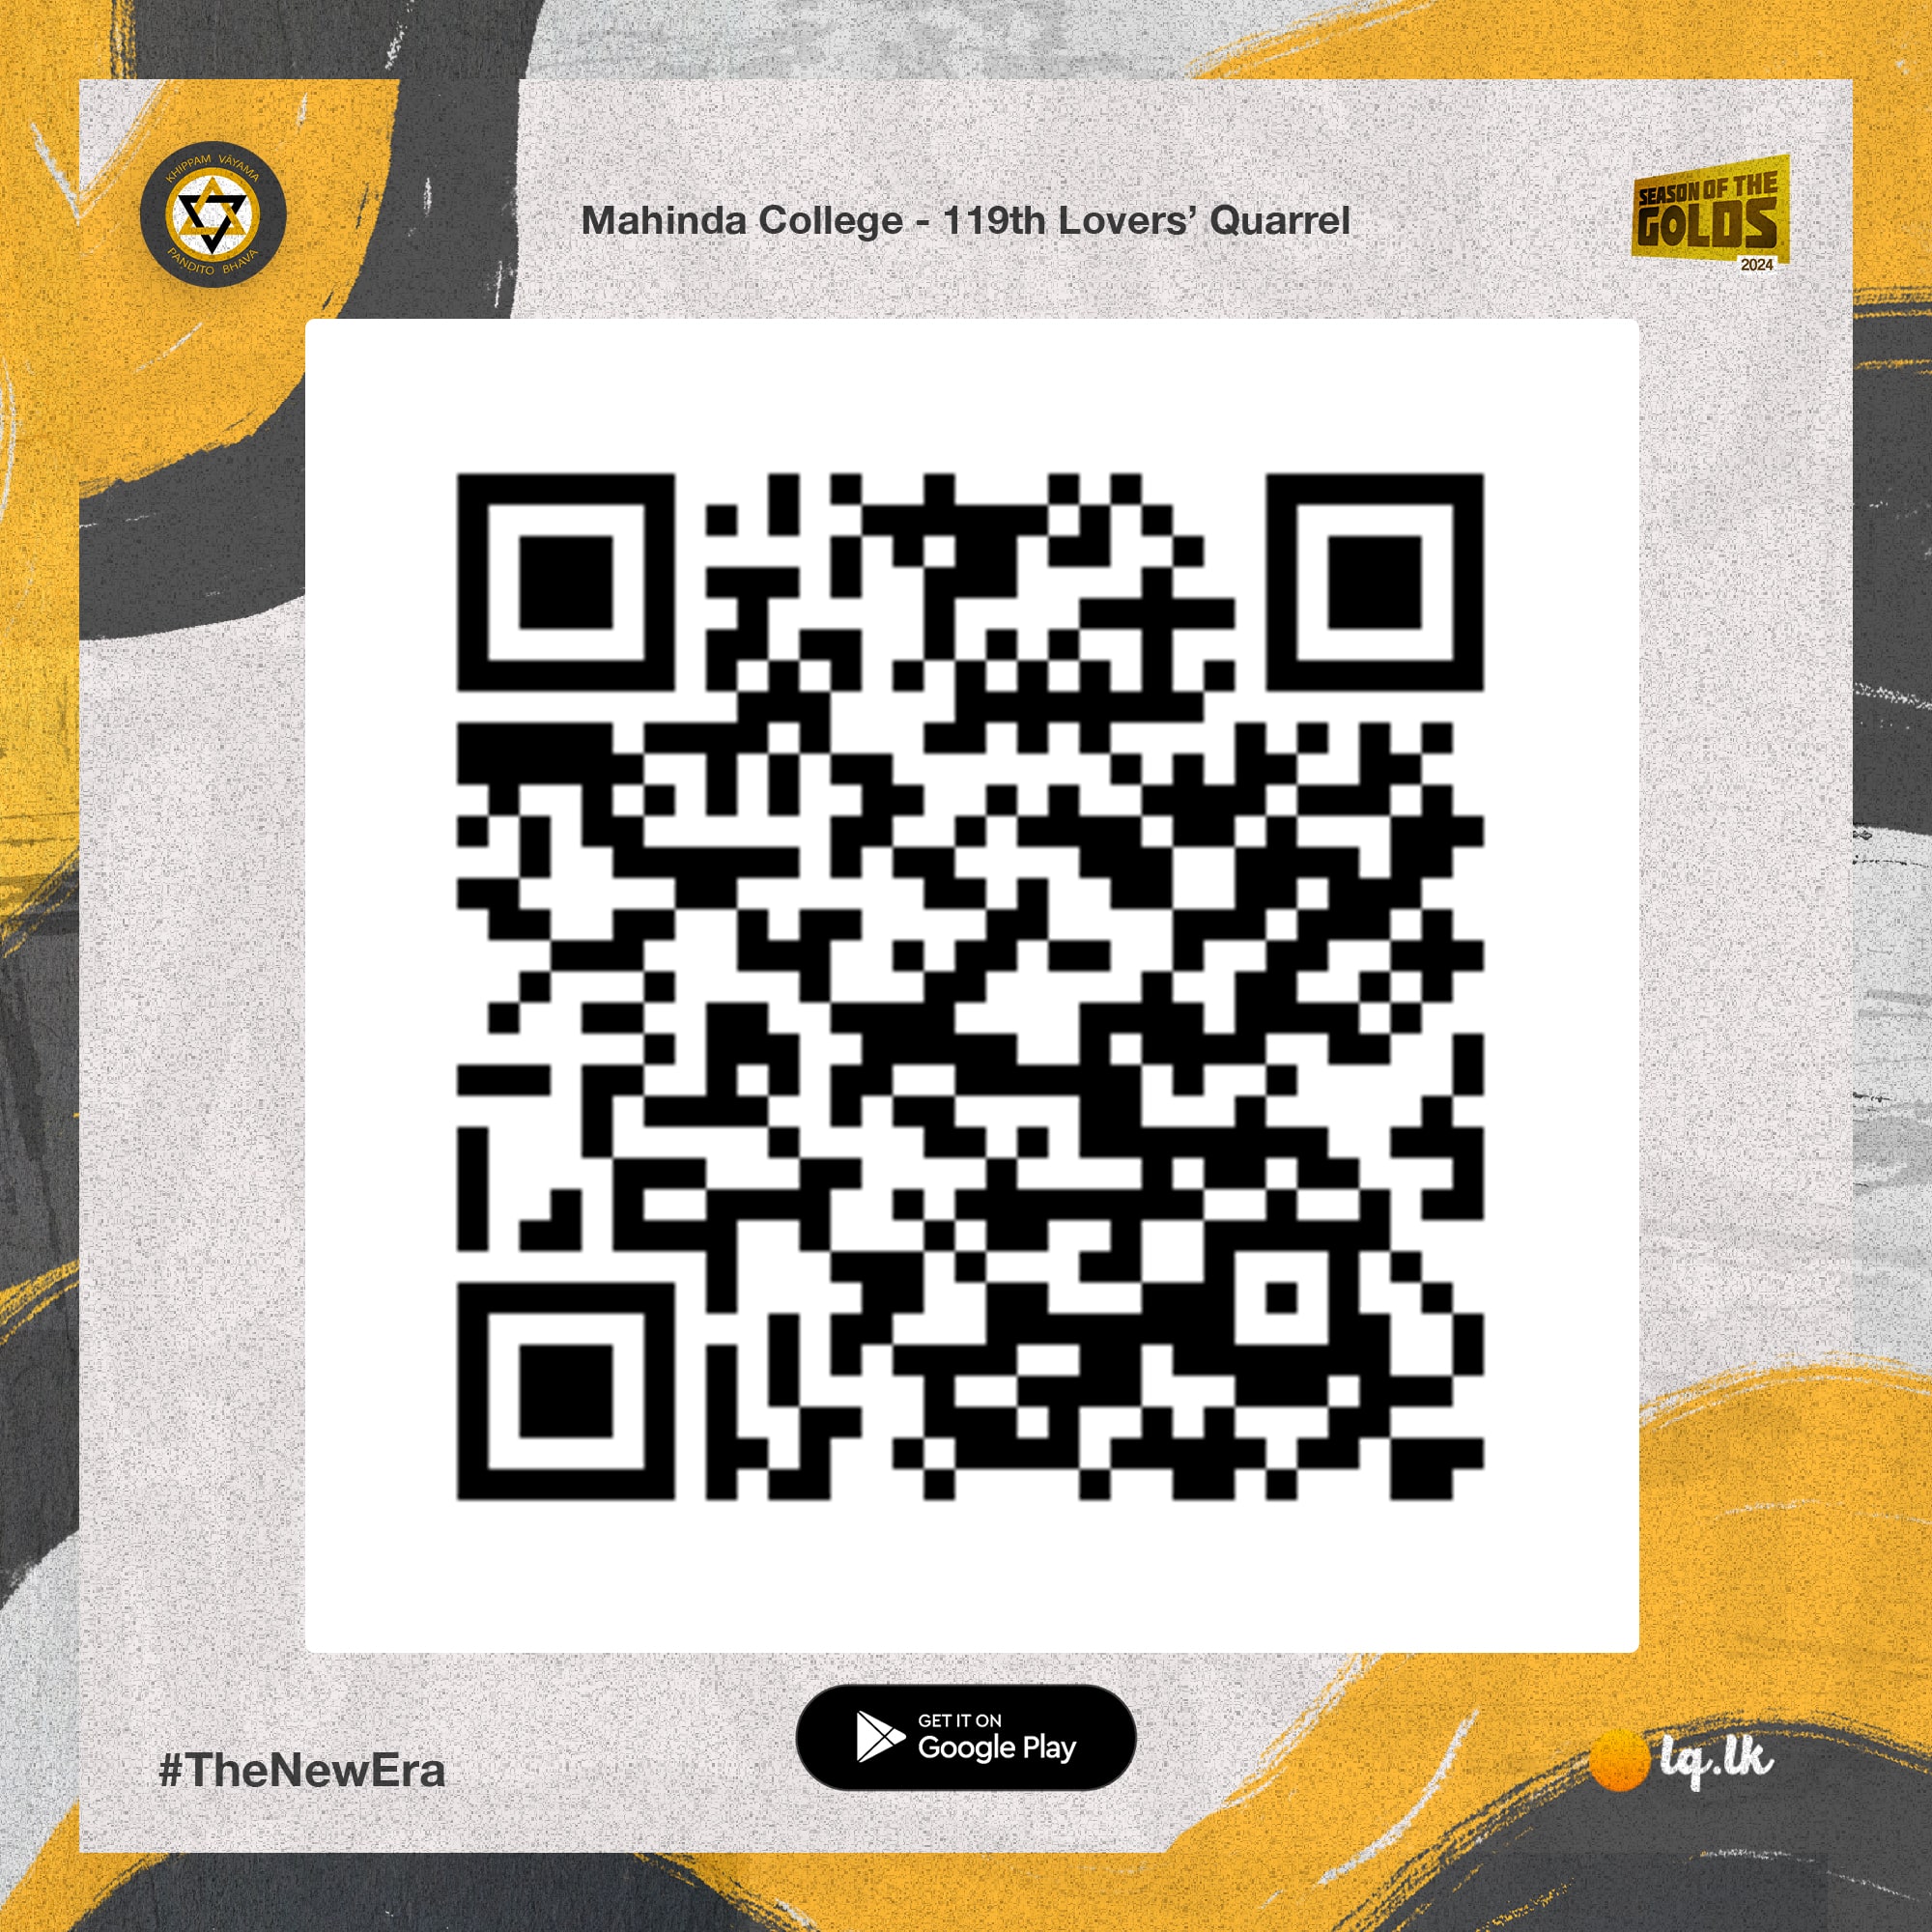 KHIPPAM VĀYAMA
PANDITO BHAVA
Mahinda College - 119th Lovers’ Quarrel
SEASON OF THE
GOLDS
2024
GET IT ON
Google Play
#TheNewEra
lq.lk